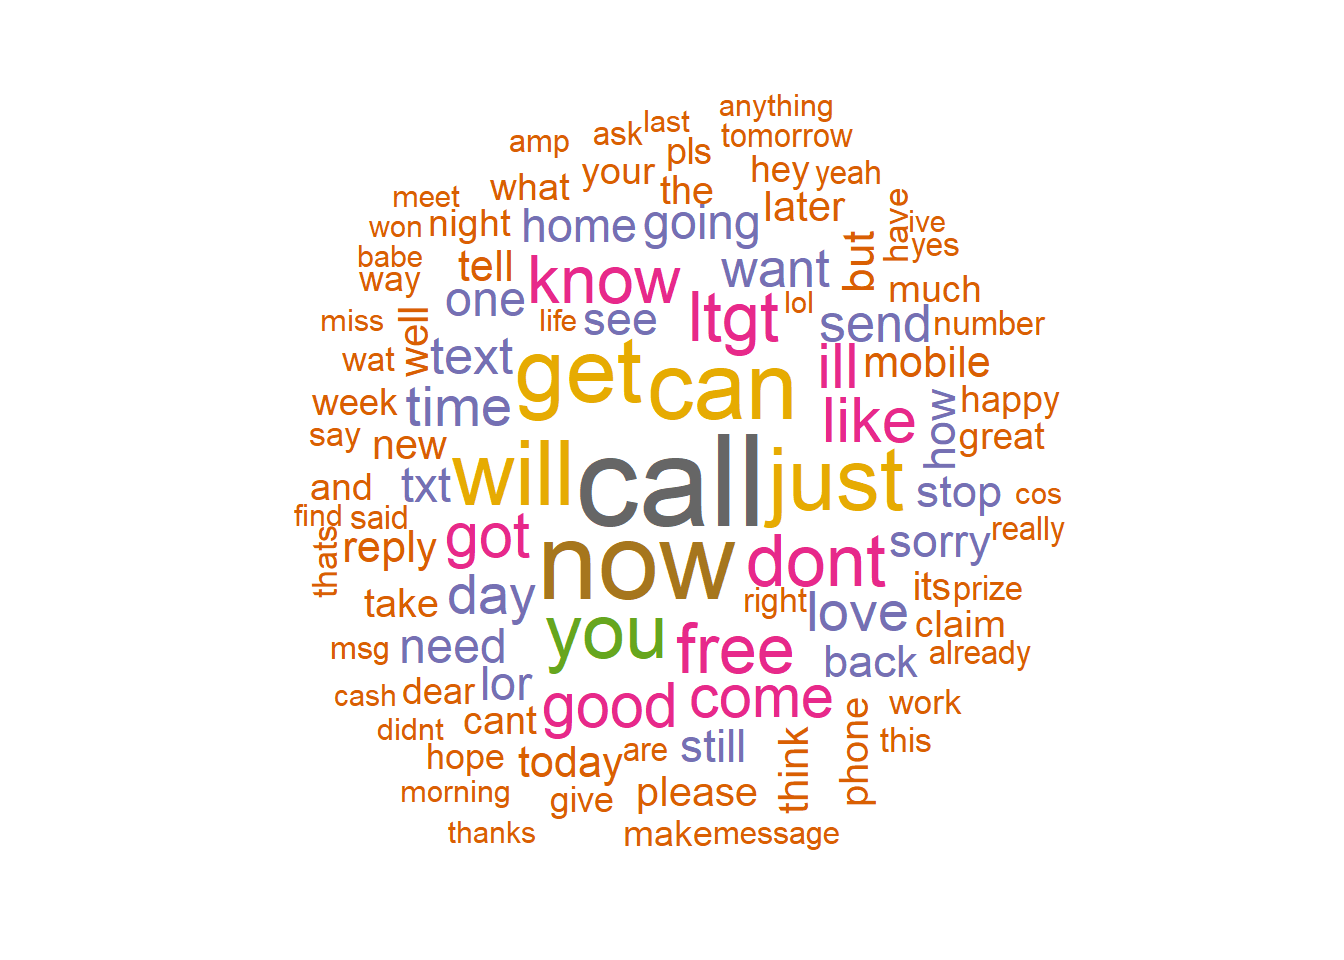 anything
amp ask last tomorrow
pls
meet what your the hey yeah
won night home going later have ive
babe tell know want but yes
way one ltgt lol much
miss well life see send number
wat text get can ill mobile
week time like how happy
say new great
and txt will call just stop cos
find said sorry really
thats reply got now dont
take day right love its prize
msg need you free back claim already
cash dear lor good come work
didnt cant still think phone this
hope today are
morning give please
thanks make message